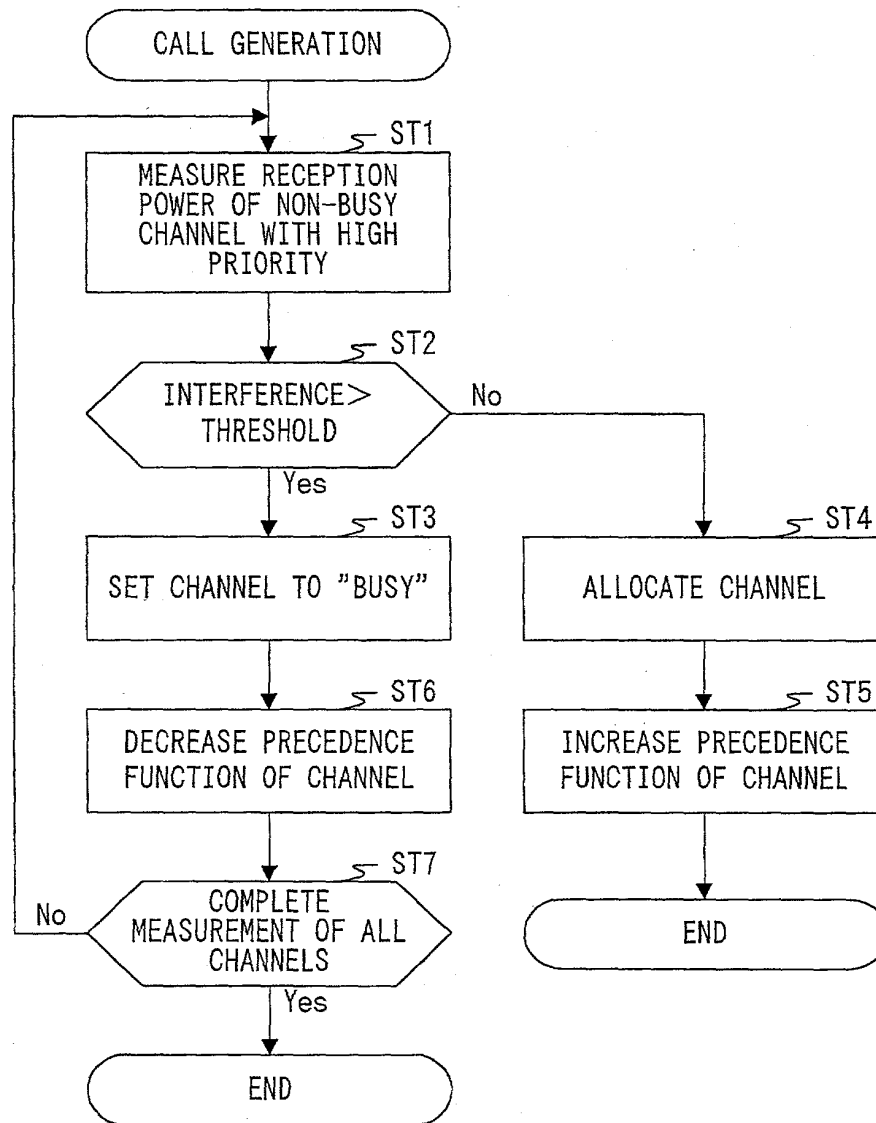 CALL GENERATION
ST1
MEASURE RECEPTION
POWER OF NON-BUSY
CHANNEL WITH HIGH
PRIORITY
ST2
INTERFERENCE>
THRESHOLD
No
Yes
ST3
SET CHANNEL TO "BUSY"
ST4
ALLOCATE CHANNEL
ST6
DECREASE PRECEDENCE
FUNCTION OF CHANNEL
ST5
INCREASE PRECEDENCE
FUNCTION OF CHANNEL
ST7
COMPLETE
MEASUREMENT OF ALL
CHANNELS
No
Yes
END
END